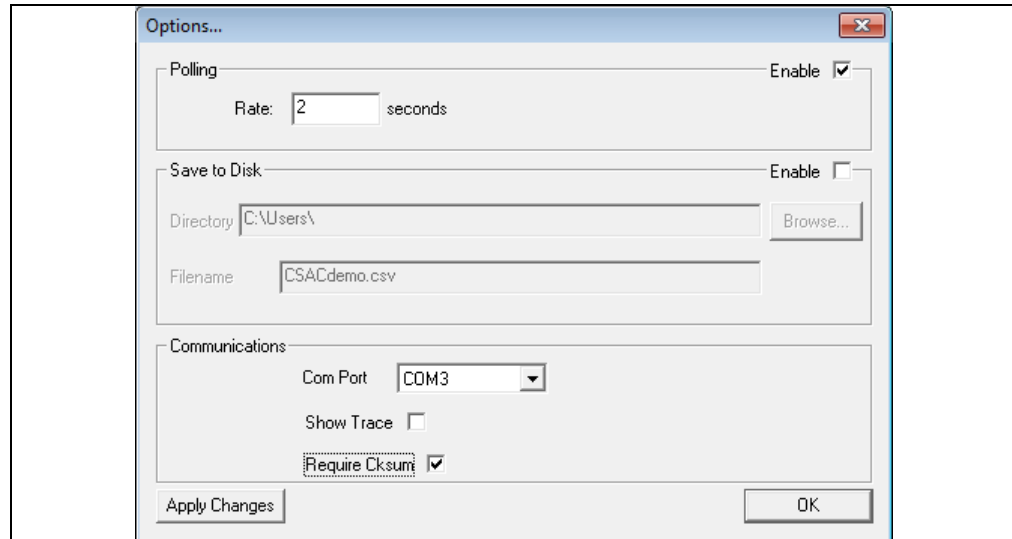 Options...
Polling
Enable
Rate: 2 seconds
Save to Disk
Enable
Directory C:\Users\ Browse...
Filename CSACdemo.csv
Communications
Com Port COM3
Show Trace
Require Cksum
Apply Changes OK